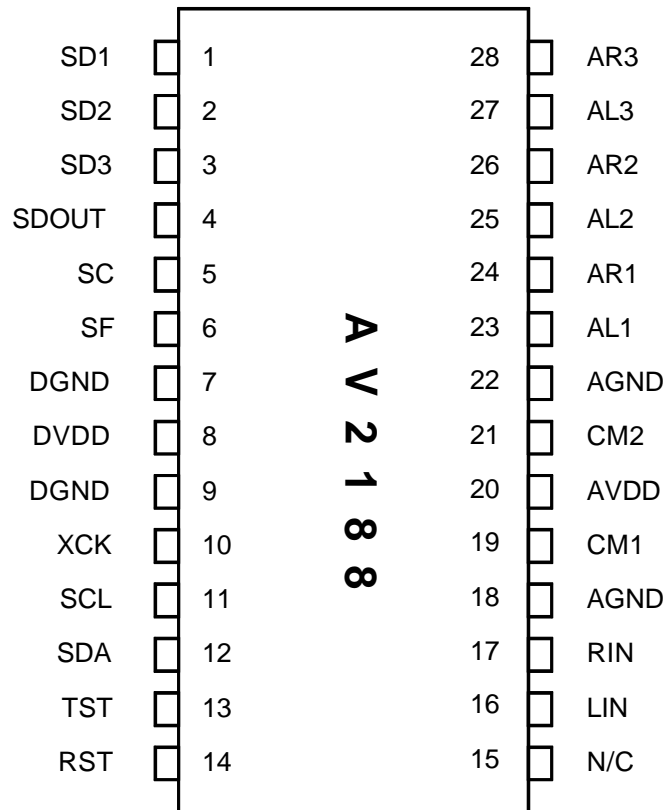 SD1 1 28 AR3
SD2 2 27 AL3
SD3 3 26 AR2
SDOUT 4 25 AL2
SC 5 24 AR1
SF 6 23 AL1
DGND 7 22 AGND
DVDD 8 21 CM2
DGND 9 20 AVDD
XCK 10 19 CM1
SCL 11 18 AGND
SDA 12 17 RIN
TST 13 16 LIN
RST 14 15 N/C
AV2188